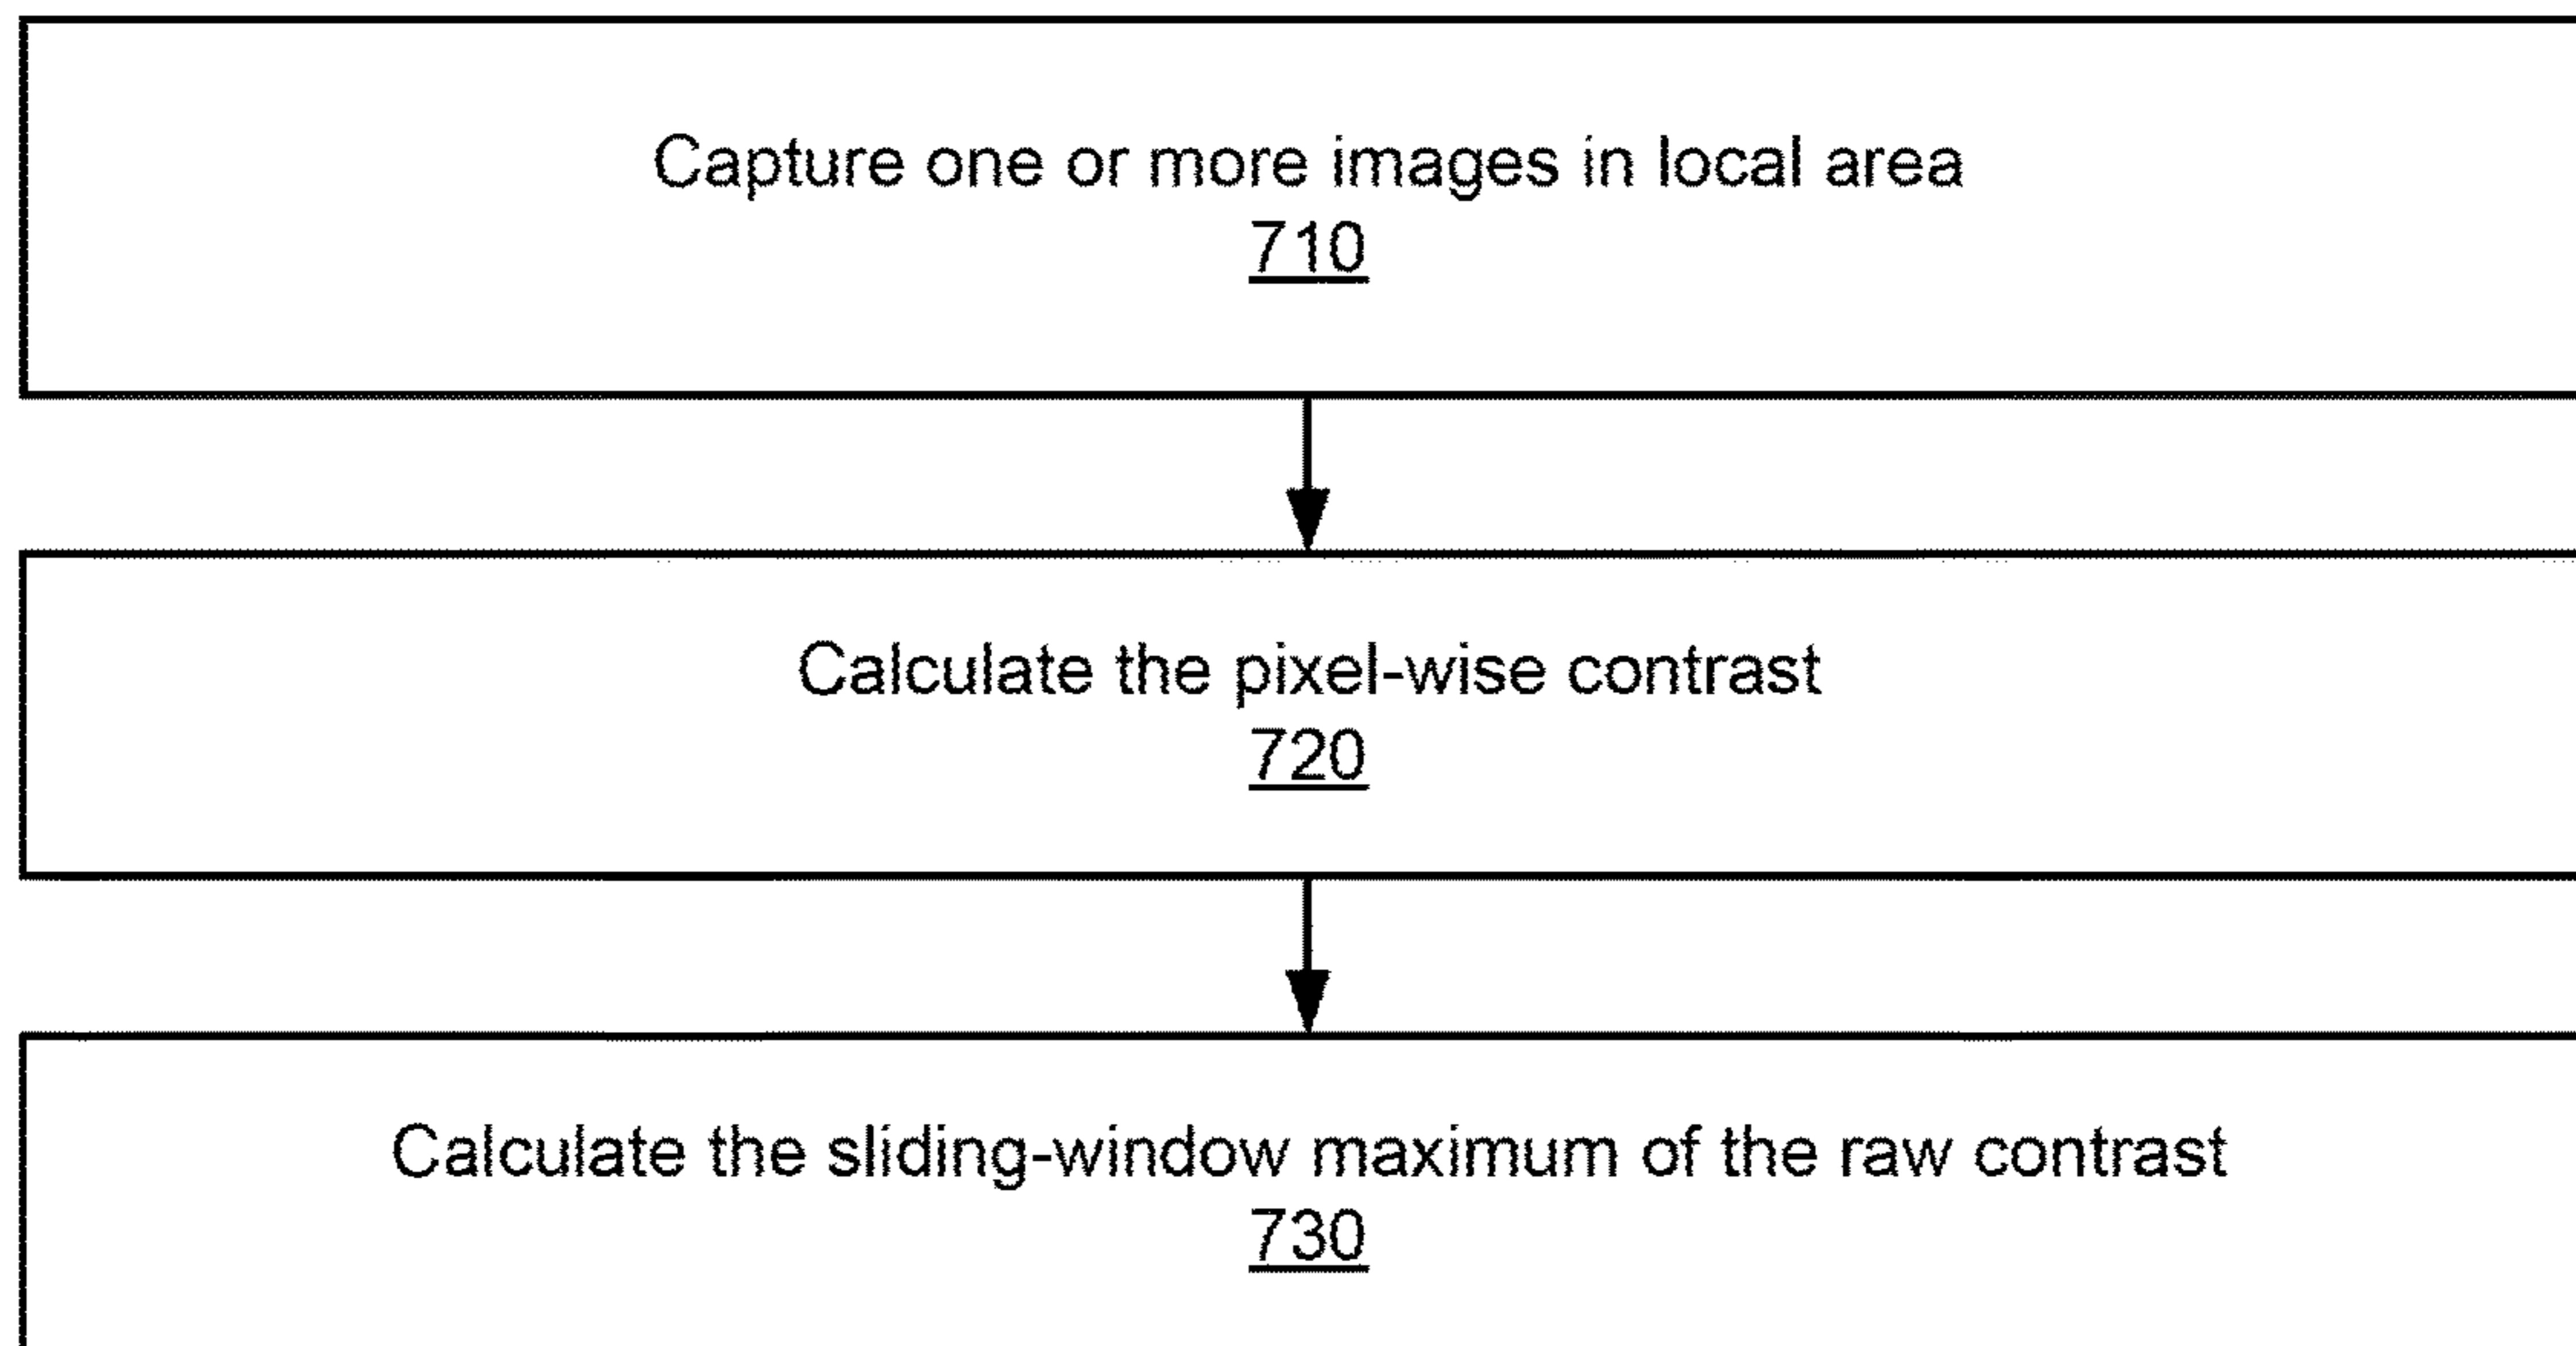 Capture one or more images in local area
710
Calculate the pixel-wise contrast
720
Calculate the sliding-window maximum of the raw contrast
730